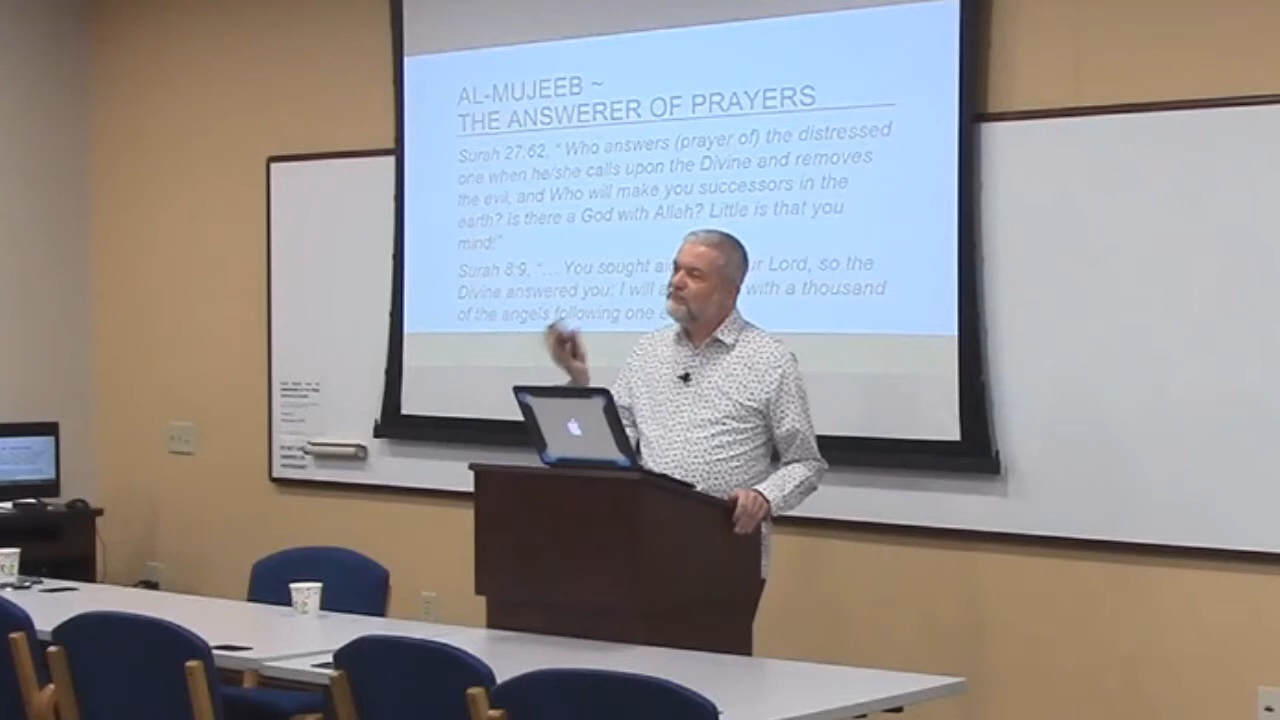 AL-MUJEEB ~
THE ANSWERER OF PRAYERS
Surah 27:62, “ Who answers (prayer of) the distressed
one when he/she calls upon the Divine and removes
the evil, and Who will make you successors in the
earth? Is there a God with Allah? Little is that you
mind!”
Surah 8:9, “…You sought Lord, so the
Divine answered you: I will with a thousand
of the angels following one